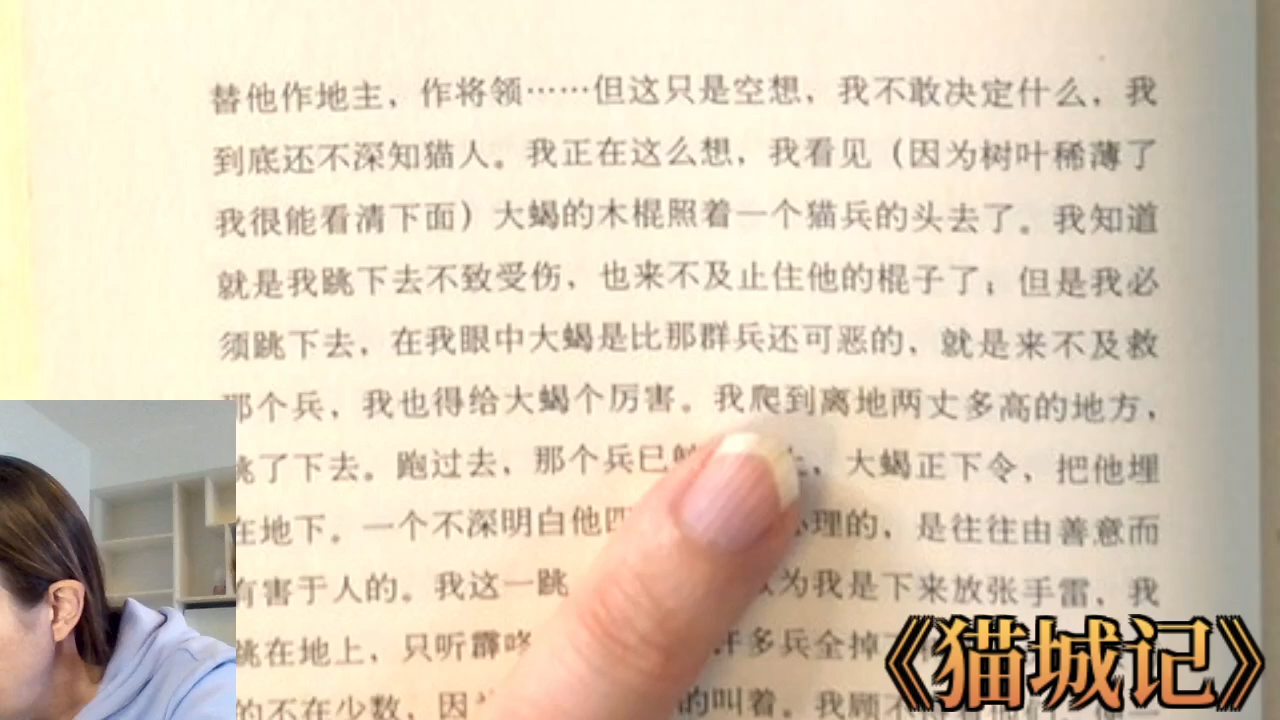 替他作地主，作将领……但这只是空想，我不敢决定什么，我
到底还不深知猫人。我正在这么想，我看见（因为树叶稀薄了
我很能看清下面）大蝎的木棍照着一个猫兵的头去了。我知道
就是我跳下去不致受伤，也来不及止住他的棍子了；但是我必
须跳下去，在我眼中大蝎是比那群兵还可恶的，就是来不及救
那个兵，我也得给大蝎个厉害。我爬到离地两丈多高的地方，
跳了下去。跑过去，那个兵已 上，大蝎正下令，把他埋
在地下。一个不深明白他四 心理的，是往往由善意而
有害于人的。我这一跳 以为我是下来放张手雷，我
跳在地上，只听霹 许多兵全掉
的不在少数，因 的叫着。我顾不
《猫城记》